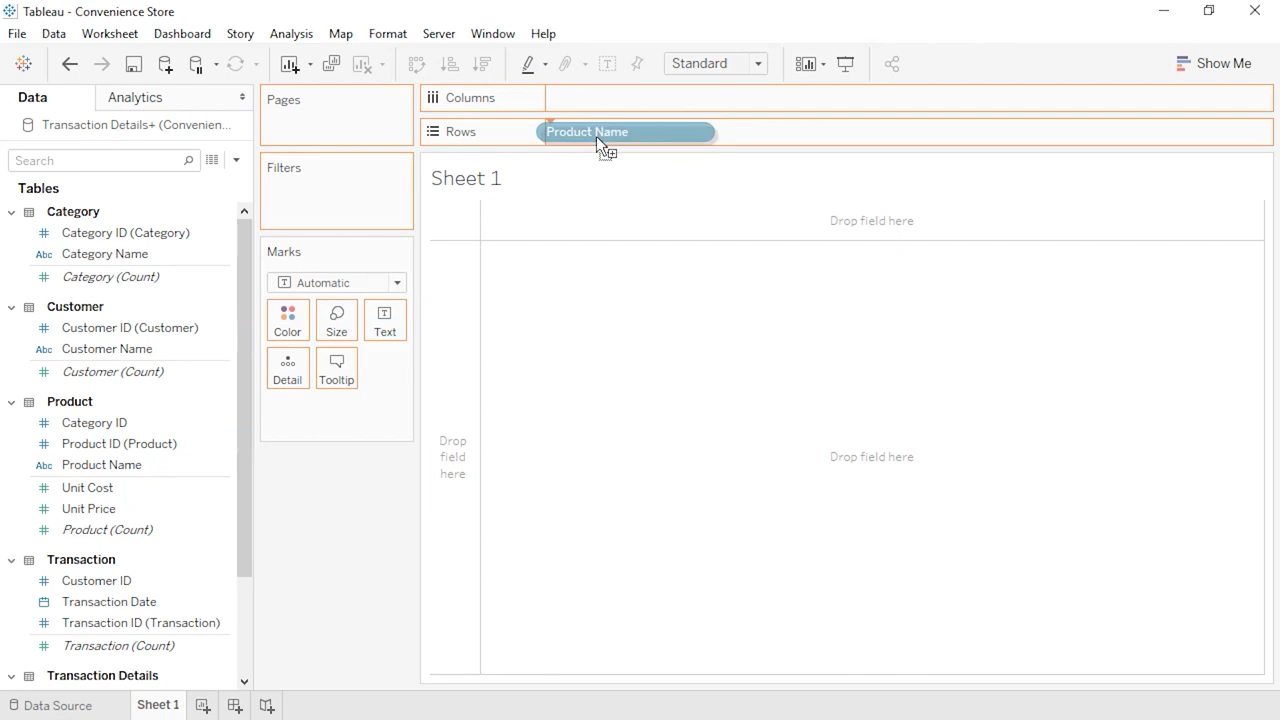 Tableau - Convenience Store
File Data Worksheet Dashboard Story Analysis Map Format Server Window Help
Standard
Show Me
Data Analytics
Transaction Details+ (Convenien...
Search
Tables
Category
Category ID (Category)
Abc Category Name
Category (Count)
Customer
Customer ID (Customer)
Abc Customer Name
Customer (Count)
Product
Category ID
Product ID (Product)
Abc Product Name
Unit Cost
Unit Price
Product (Count)
Transaction
Customer ID
Transaction Date
Transaction ID (Transaction)
Transaction (Count)
Transaction Details
Pages
Filters
Marks
T Automatic
Color Size Text
Detail Tooltip
Columns
Rows Product Name
Sheet 1
Drop field here
Drop
field
here
Drop field here
Data Source Sheet 1